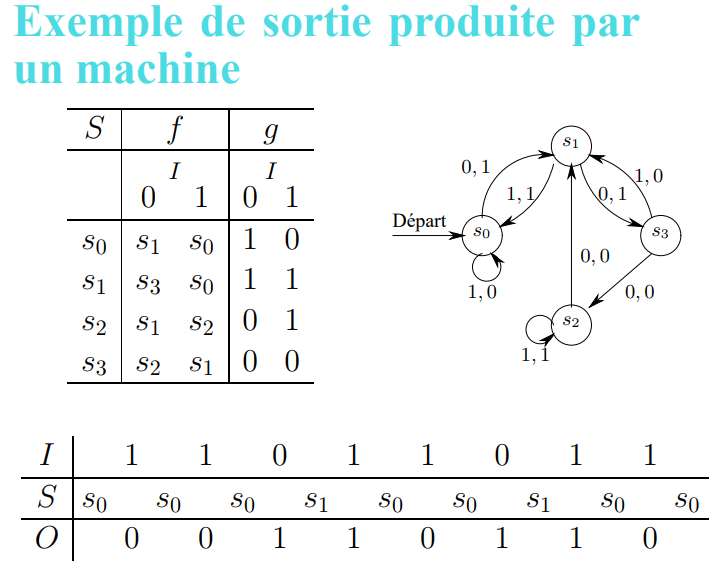 Exemple de sortie produite par
un machine
S f g
I I
0 1 0 1
s₀ s₁ s₀ 1 0
s₁ s₃ s₀ 1 1
s₂ s₁ s₂ 0 1
s₃ s₂ s₁ 0 0
s₁
0, 1
1, 1
0, 1
1, 0
Départ
s₀
s₃
1, 0
0, 0
0, 0
s₂
1, 1
I 1 1 0 1 1 0 1 1
S s₀ s₀ s₀ s₁ s₀ s₀ s₁ s₀ s₀
O 0 0 1 1 0 1 1 0